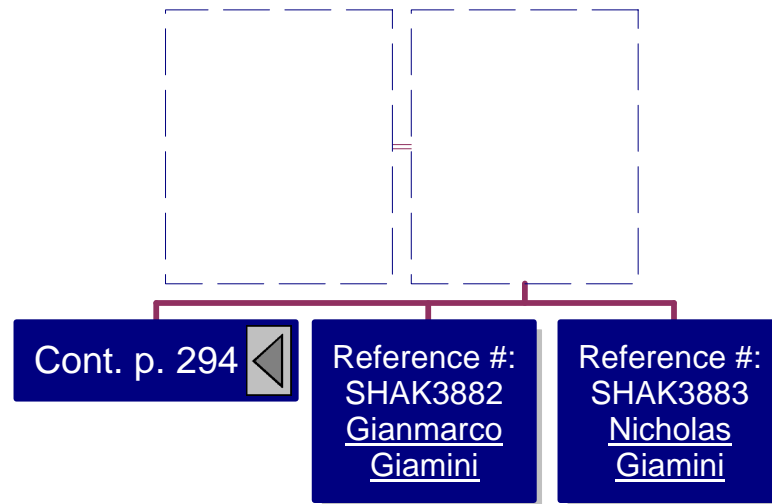 Cont. p. 294
Reference #:
SHAK3882
Gianmarco
Giamini
Reference #:
SHAK3883
Nicholas
Giamini